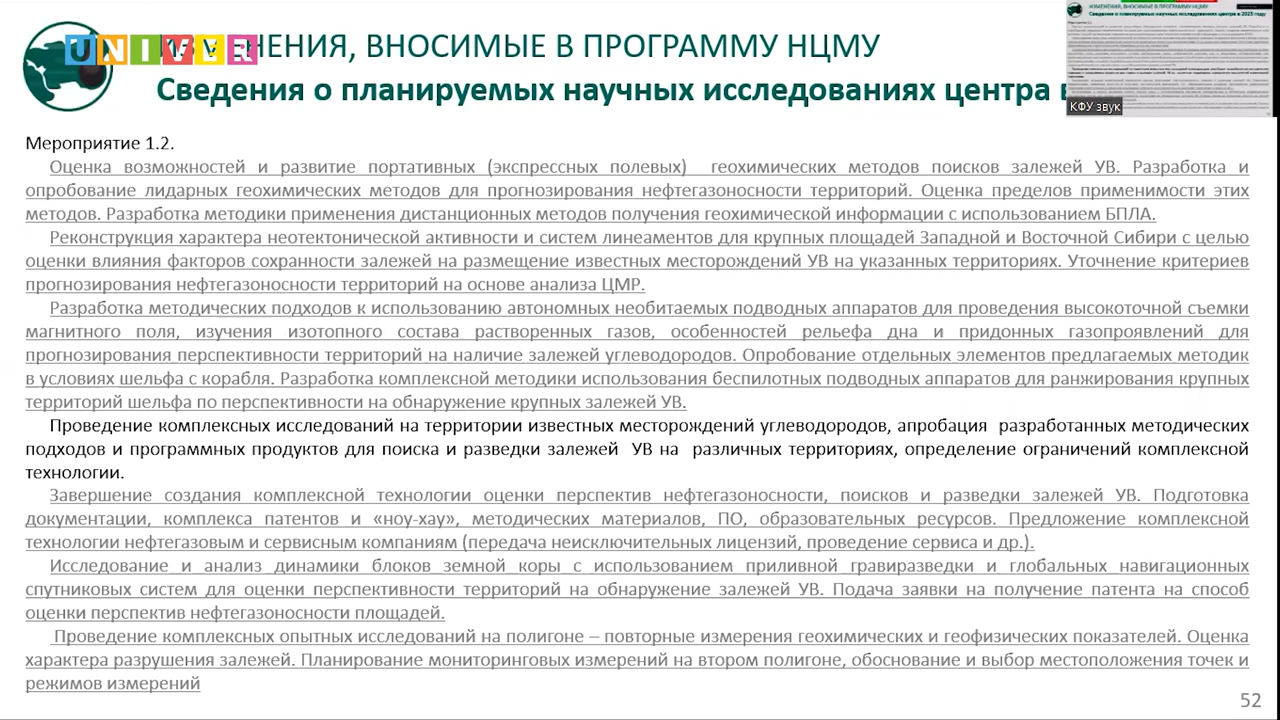 UNIVER
ПРОГРАММУ НЦМУ
Сведения о научных исследованиях центра
ИЗМЕНЕНИЯ, ВНОСИМЫЕ В ПРОГРАММУ НЦМУ
Сведения о планируемых научных исследованиях центра в 2023 году
КФУ звук
Мероприятие 1.2.
Оценка возможностей и развитие портативных (экспрессных полевых) геохимических методов поисков залежей УВ. Разработка и
опробование лидарных геохимических методов для прогнозирования нефтегазоносности территорий. Оценка пределов применимости этих
методов. Разработка методики применения дистанционных методов получения геохимической информации с использованием БПЛА.
Реконструкция характера неотектонической активности и систем линеаментов для крупных площадей Западной и Восточной Сибири с целью
оценки влияния факторов сохранности залежей на размещение известных месторождений УВ на указанных территориях. Уточнение критериев
прогнозирования нефтегазоносности территорий на основе анализа ЦМР.
Разработка методических подходов к использованию автономных необитаемых подводных аппаратов для проведения высокоточной съемки
магнитного поля, изучения изотопного состава растворенных газов, особенностей рельефа дна и придонных газопроявлений для
прогнозирования перспективности территорий на наличие залежей углеводородов. Опробование отдельных элементов предлагаемых методик
в условиях шельфа с корабля. Разработка комплексной методики использования беспилотных подводных аппаратов для ранжирования крупных
территорий шельфа по перспективности на обнаружение крупных залежей УВ.
Проведение комплексных исследований на территории известных месторождений углеводородов, апробация разработанных методических
подходов и программных продуктов для поиска и разведки залежей УВ на различных территориях, определение ограничений комплексной
технологии.
Завершение создания комплексной технологии оценки перспектив нефтегазоносности, поисков и разведки залежей УВ. Подготовка
документации, комплекса патентов и «ноу-хау», методических материалов, ПО, образовательных ресурсов. Предложение комплексной
технологии нефтегазовым и сервисным компаниям (передача неисключительных лицензий, проведение сервиса и др.).
Исследование и анализ динамики блоков земной коры с использованием приливной гравиразведки и глобальных навигационных
спутниковых систем для оценки перспективности территорий на обнаружение залежей УВ. Подача заявки на получение патента на способ
оценки перспектив нефтегазоносности площадей.
Проведение комплексных опытных исследований на полигоне – повторные измерения геохимических и геофизических показателей. Оценка
характера разрушения залежей. Планирование мониторинговых измерений на втором полигоне, обоснование и выбор местоположения точек и
режимов измерений
52